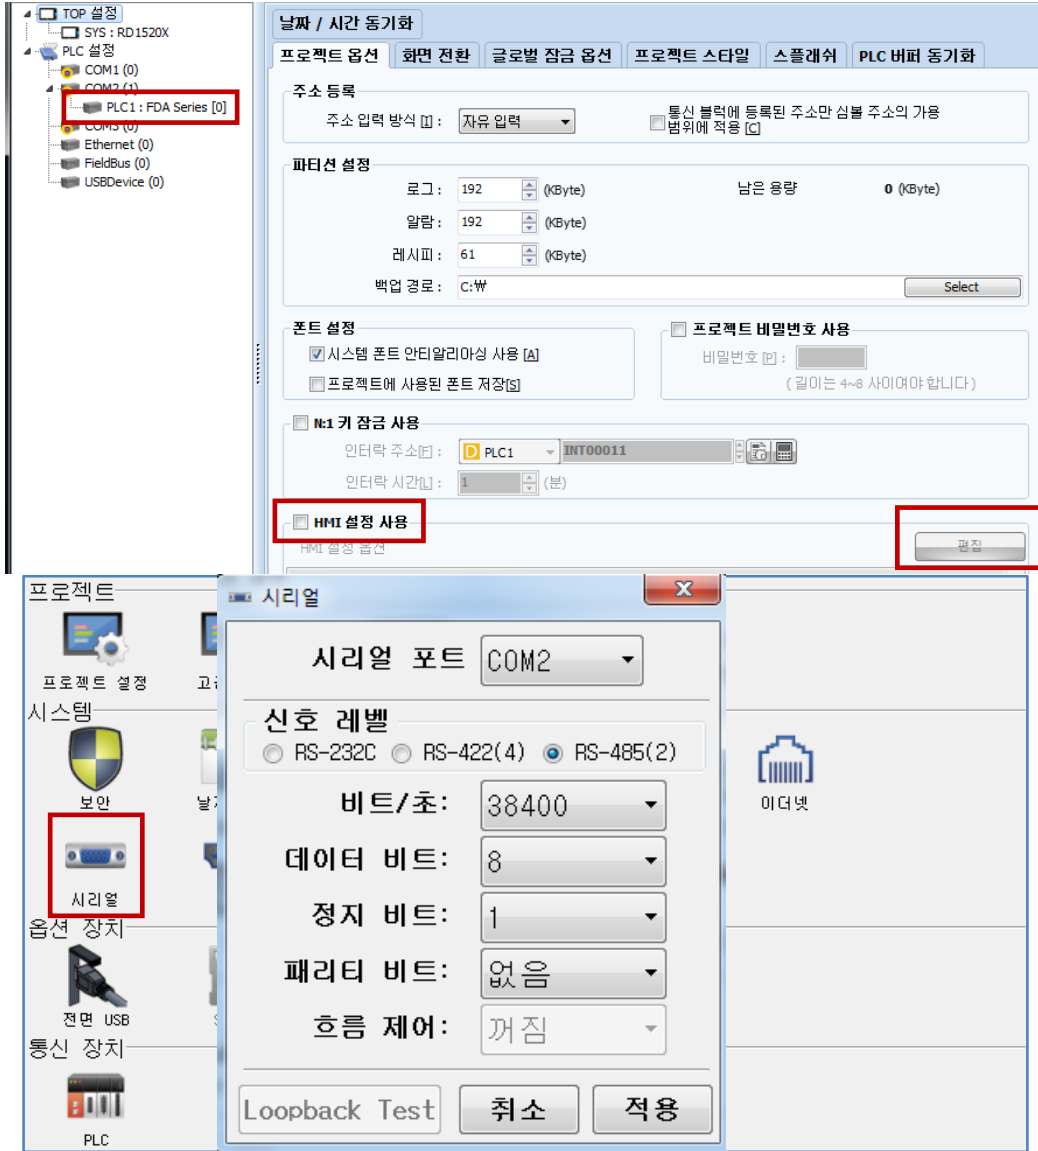 TOP 설정
SYS : RD1520X
PLC 설정
COM1 (0)
COM2 (1)
PLC1 : FDA Series [0]
COM3 (0)
Ethernet (0)
FieldBus (0)
USBDevice (0)
날짜 / 시간 동기화
프로젝트 옵션 화면 전환 글로벌 잠금 옵션 프로젝트 스타일 스플래쉬 PLC 버퍼 동기화
주소 등록
주소 입력 방식 [I] : 자유 입력
통신 블럭에 등록된 주소만 심볼 주소의 가용
범위에 적용 [C]
파티션 설정
로그 : 192 (KByte) 남은 용량 0 (KByte)
알람 : 192 (KByte)
레시피 : 61 (KByte)
백업 경로 : C:₩ Select
폰트 설정
시스템 폰트 안티알리아싱 사용 [A]
프로젝트에 사용된 폰트 저장[S]
프로젝트 비밀번호 사용
비밀번호 [P] :
( 길이는 4~8 사이여야 합니다 )
N:1 키 잠금 사용
인터락 주소[E] : D PLC1 INT00011
인터락 시간[L] : 1 (분)
HMI 설정 사용
HMI 설정 옵션 편집
프로젝트
프로젝트 설정
시스템
보안
시리얼
옵션 장치
전면 USB
통신 장치
PLC
이더넷
시리얼
시리얼 포트 COM2
신호 레벨
RS-232C RS-422(4) RS-485(2)
비트/초: 38400
데이터 비트: 8
정지 비트: 1
패리티 비트: 없음
흐름 제어: 꺼짐
Loopback Test 취소 적용